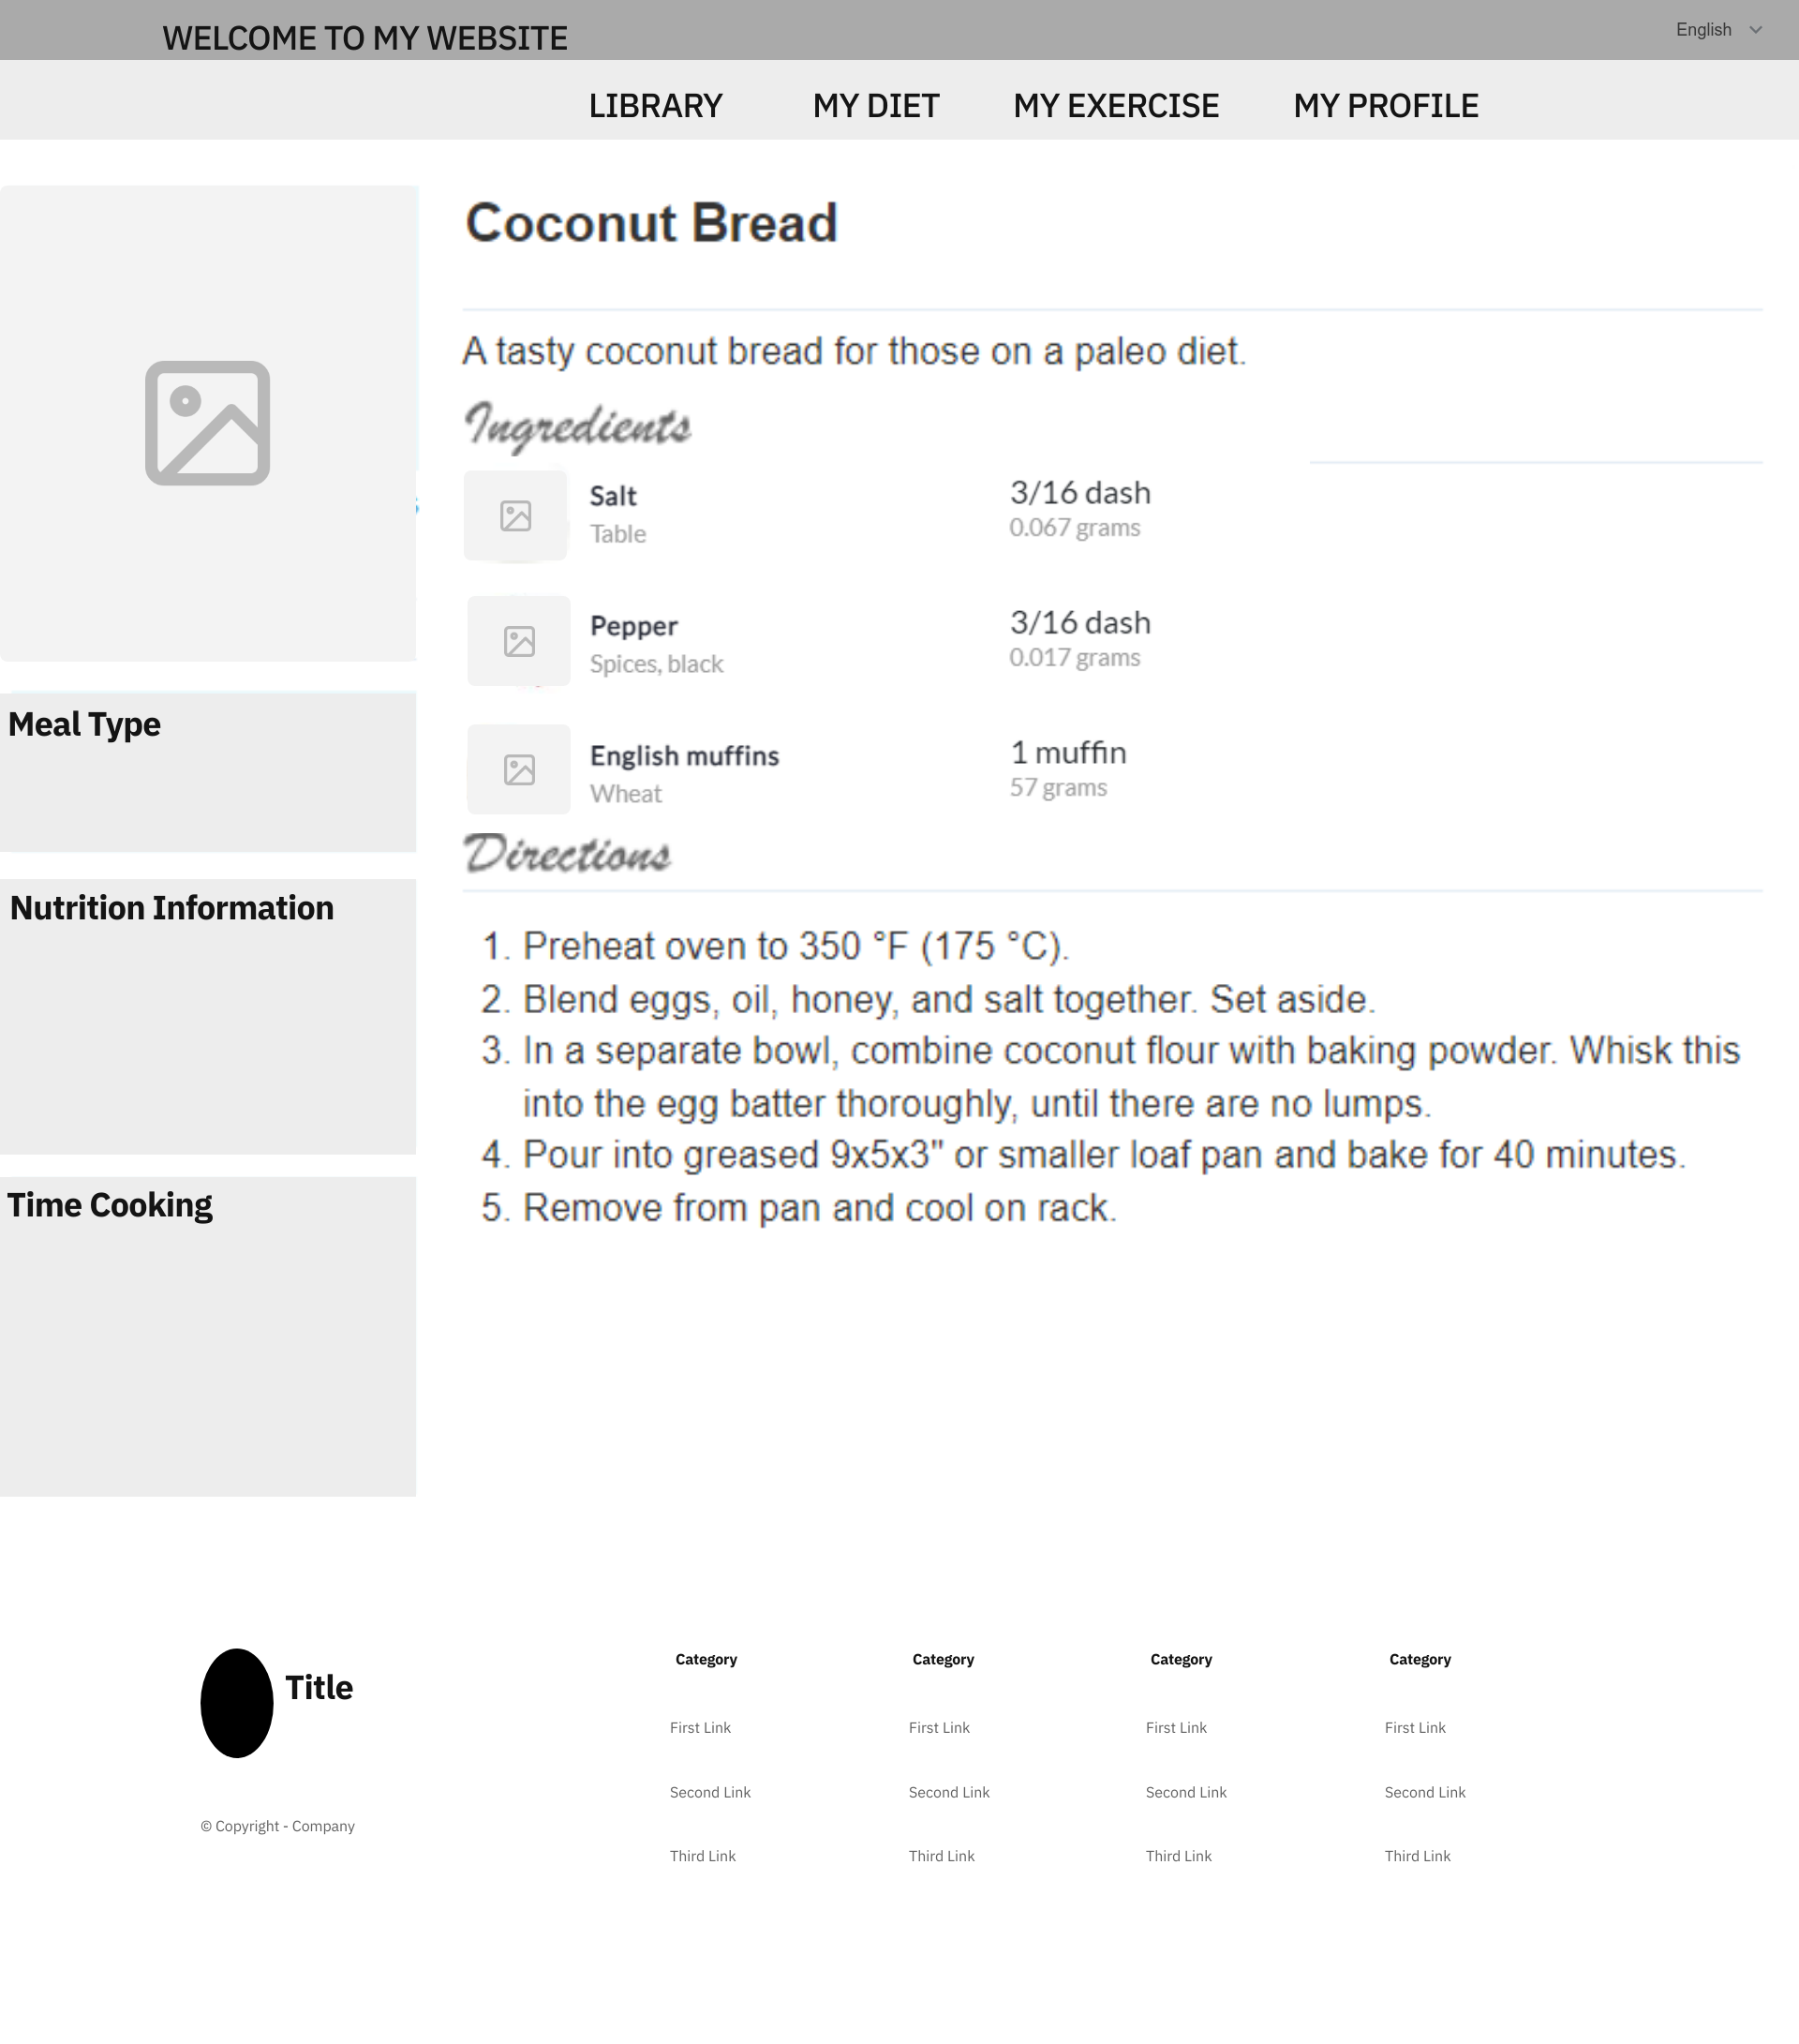 WELCOME TO MY WEBSITE
English
LIBRARY MY DIET MY EXERCISE MY PROFILE
Coconut Bread
A tasty coconut bread for those on a paleo diet.
Ingredients
Salt 3/16 dash
Table 0.067 grams
Pepper 3/16 dash
Spices, black 0.017 grams
English muffins 1 muffin
Wheat 57 grams
Directions
1. Preheat oven to 350 °F (175 °C).
2. Blend eggs, oil, honey, and salt together. Set aside.
3. In a separate bowl, combine coconut flour with baking powder. Whisk this
into the egg batter thoroughly, until there are no lumps.
4. Pour into greased 9x5x3" or smaller loaf pan and bake for 40 minutes.
5. Remove from pan and cool on rack.
Meal Type
Nutrition Information
Time Cooking
Title
© Copyright - Company
Category Category Category Category
First Link First Link First Link First Link
Second Link Second Link Second Link Second Link
Third Link Third Link Third Link Third Link